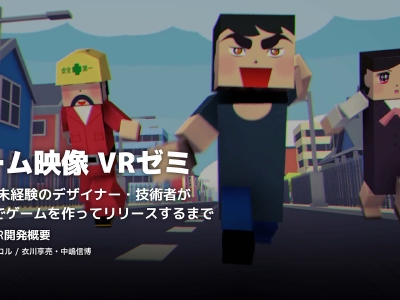 安全 第一
ーム映像 VRゼミ
未経験のデザイナー・技術者が
でゲームを作ってリリースするまで
R開発概要
コル / 衣川享亮・中嶋信博